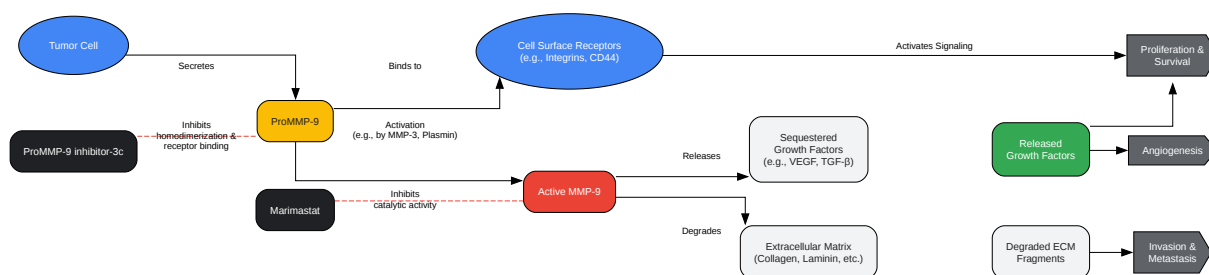 Tumor Cell
Secretes
Binds to
Cell Surface Receptors
(e.g., Integrins, CD44)
Activates Signaling
Proliferation &
Survival
ProMMP-9
Activation
(e.g., by MMP-3, Plasmin)
ProMMP-9 inhibitor-3c
Inhibits
homodimerization &
receptor binding
Sequestered
Growth Factors
(e.g., VEGF, TGF-β)
Released
Growth Factors
Angiogenesis
Releases
Active MMP-9
Marimastat
Inhibits
catalytic activity
Degrades
Extracellular Matrix
(Collagen, Laminin, etc.)
Degraded ECM
Fragments
Invasion &
Metastasis